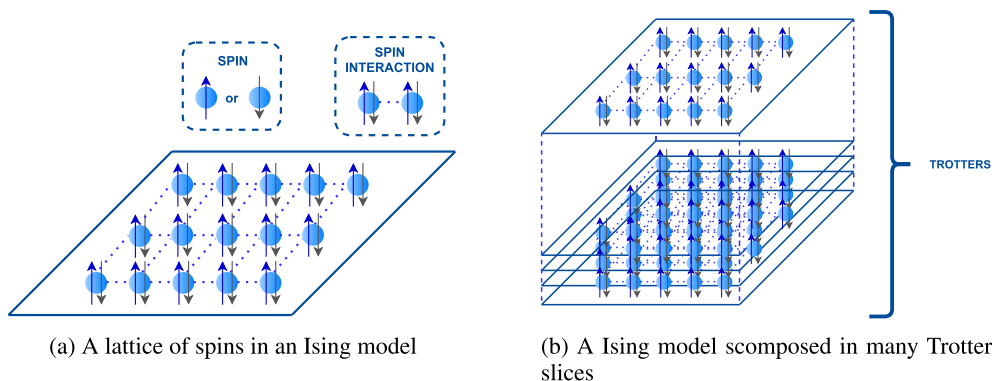 SPIN
or
SPIN
INTERACTION
TROTTERS
(a) A lattice of spins in an Ising model
(b) A Ising model scomposed in many Trotter
slices